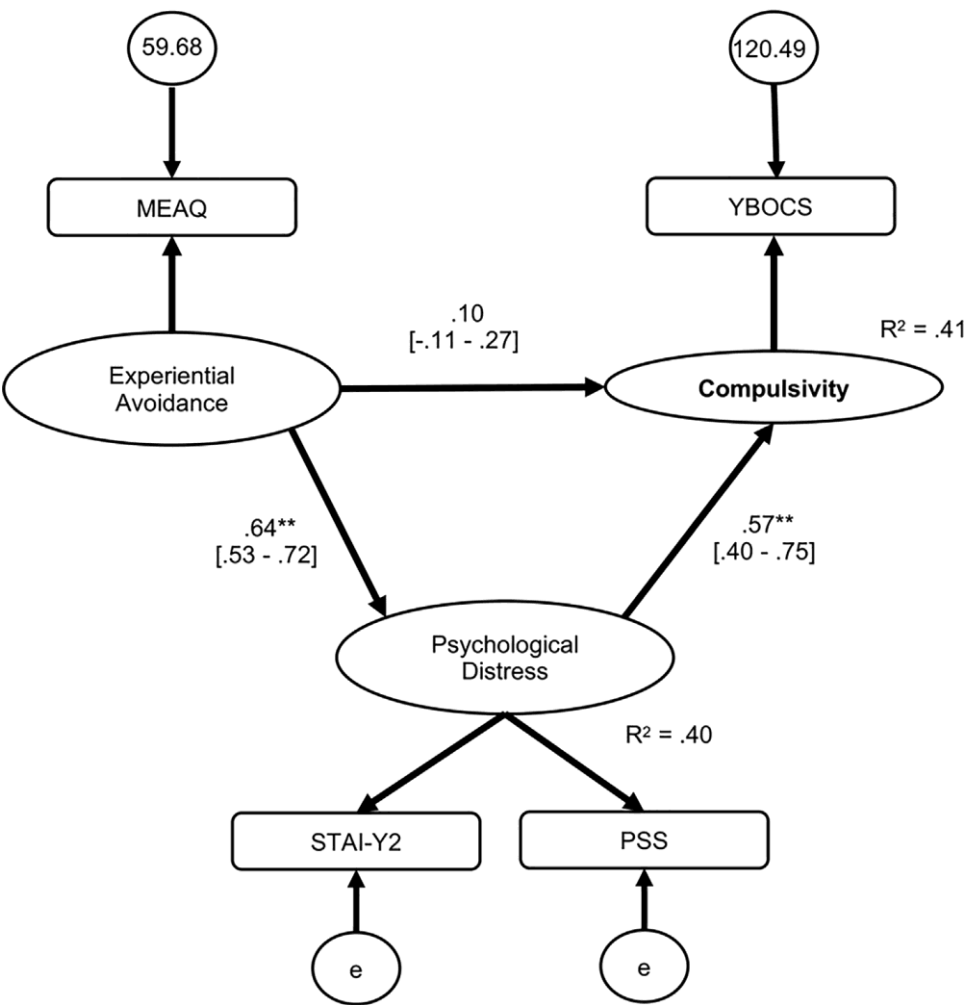 59.68
120.49
MEAQ
YBOCS
.10
[-.11 - .27]
R² = .41
Experiential
Avoidance
Compulsivity
.64**
[.53 - .72]
.57**
[.40 - .75]
Psychological
Distress
R² = .40
STAI-Y2
PSS
e
e